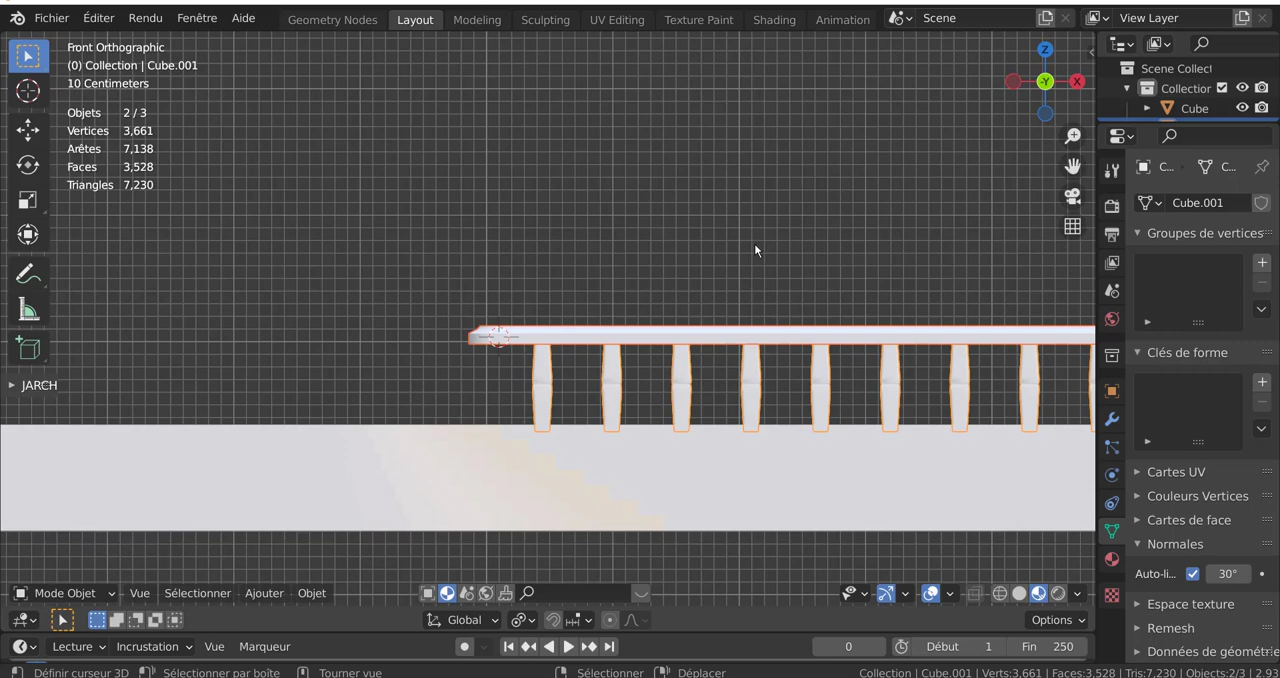 Fichier Éditer Rendu Fenêtre Aide Geometry Nodes Layout Modeling Sculpting UV Editing Texture Paint Shading Animation Scene View Layer
Front Orthographic
(0) Collection | Cube.001
10 Centimeters
Objets 2 / 3
Vertices 3,661
Arêtes 7,138
Faces 3,528
Triangles 7,230
JARCH
Z
-Y
X
Scene Collect
Collectior
Cube
C...
C...
Cube.001
Groupes de vertices
Clés de forme
Cartes UV
Couleurs Vertices
Cartes de face
Normales
Auto-li... 30°
Espace texture
Remesh
Données de géométrie
Mode Objet Vue Sélectionner Ajouter Objet
Global Options
Lecture Incrustation Vue Marqueur 0 Début 1 Fin 250
Définir curseur 3D Sélectionner par boîte Tourner vue Sélectionner Déplacer Collection | Cube.001 | Verts:3,661 | Faces:3,528 | Tris:7,230 | Objets:2/3 | 2.93